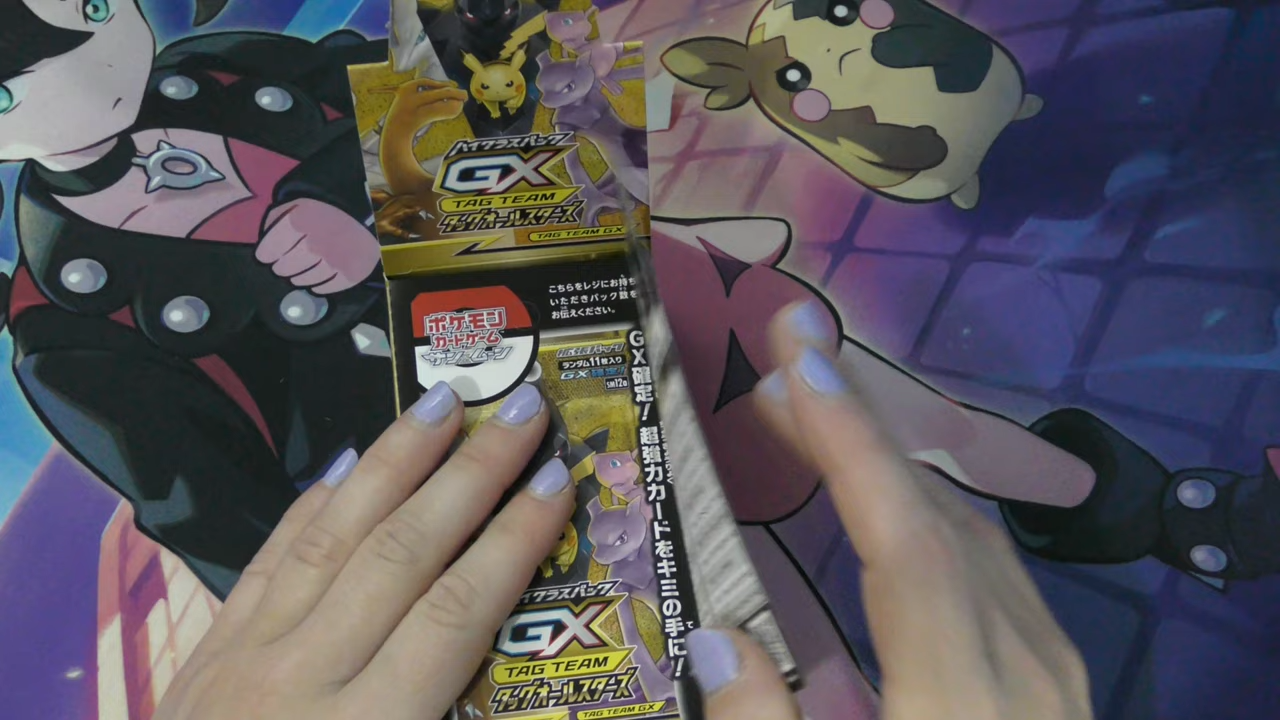 ハイクラスパック
GX
TAG TEAM
タッグオールスターズ
TAG TEAM GX
こちらをレジにお持ち
いただきパック数を
お伝えください。
ポケモン
カードゲーム
サン&ムーン
ランダム11枚入り
GX確定!
SM12a
GX確定! 超強力カードをキミの手に!
ハイクラスパック
GX
TAG TEAM
タッグオールスターズ
TAG TEAM GX